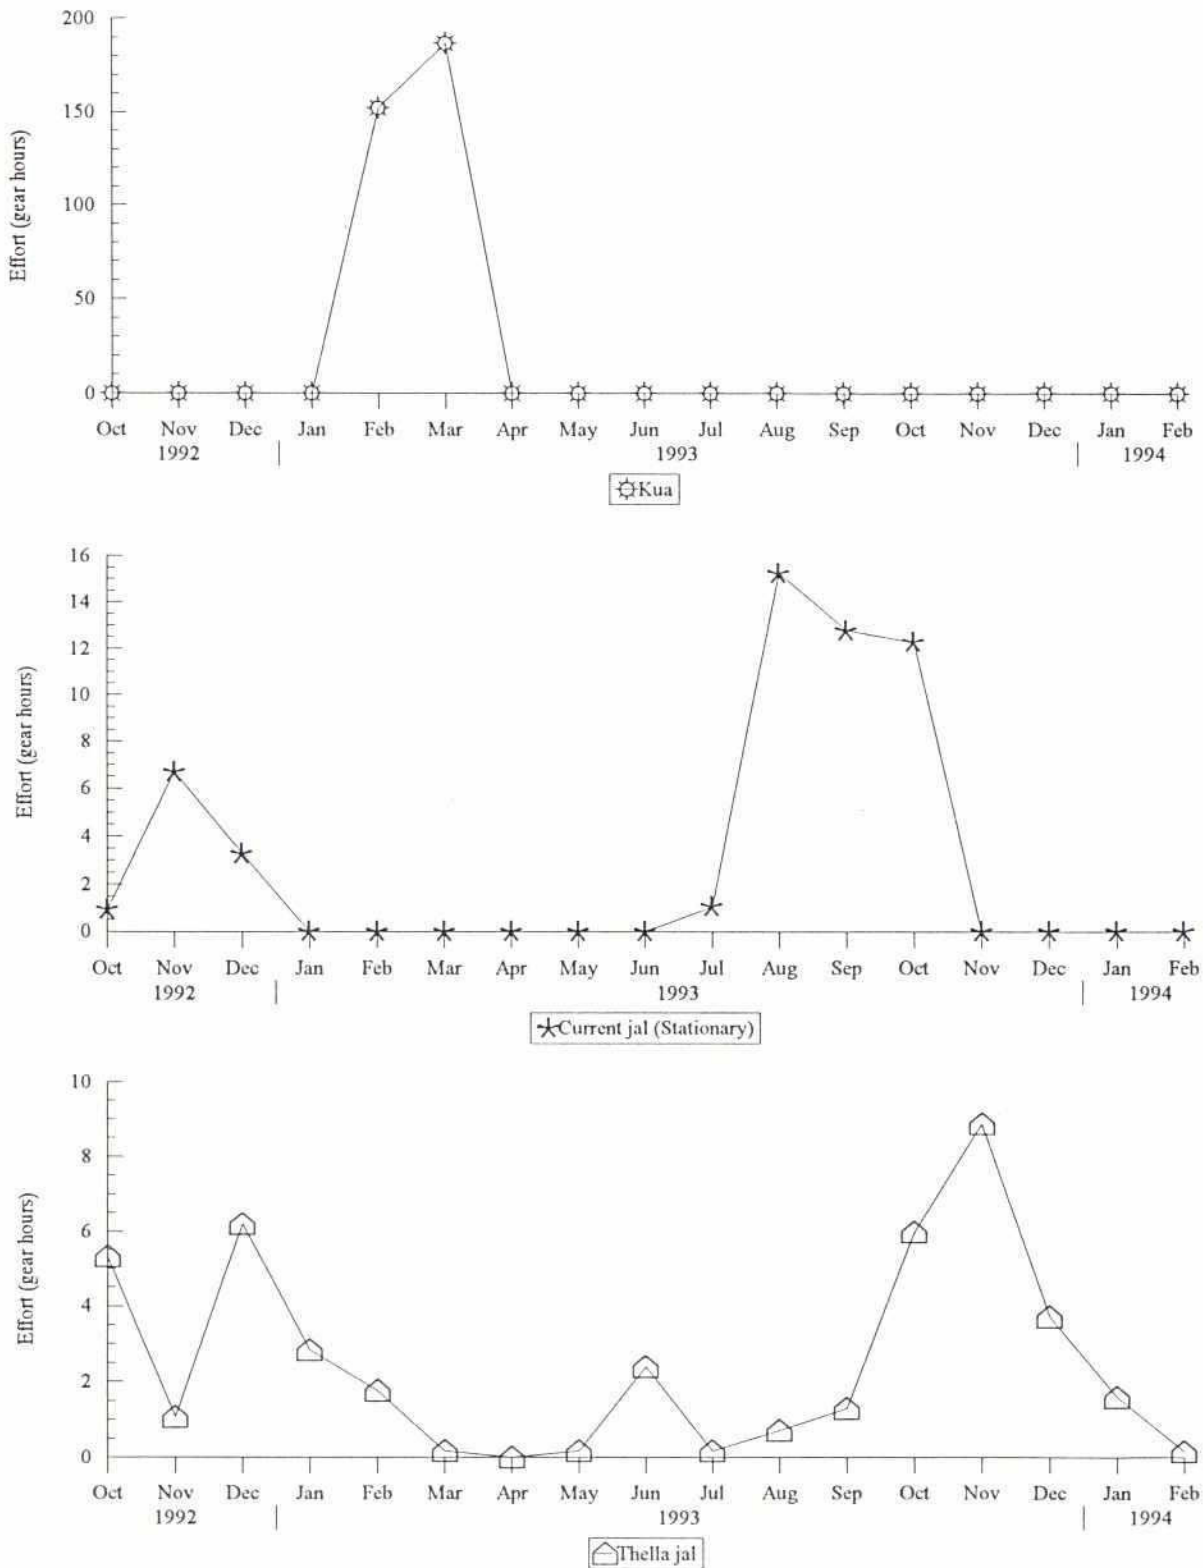 200
150
100
50
0
Effort (gear hours)
Oct Nov Dec Jan Feb Mar Apr May Jun Jul Aug Sep Oct Nov Dec Jan Feb
1992 1993 1994
Kua
16
14
12
10
8
6
4
2
0
Effort (gear hours)
Oct Nov Dec Jan Feb Mar Apr May Jun Jul Aug Sep Oct Nov Dec Jan Feb
1992 1993 1994
Current jal (Stationary)
10
8
6
4
2
0
Effort (gear hours)
Oct Nov Dec Jan Feb Mar Apr May Jun Jul Aug Sep Oct Nov Dec Jan Feb
1992 1993 1994
Thella jal